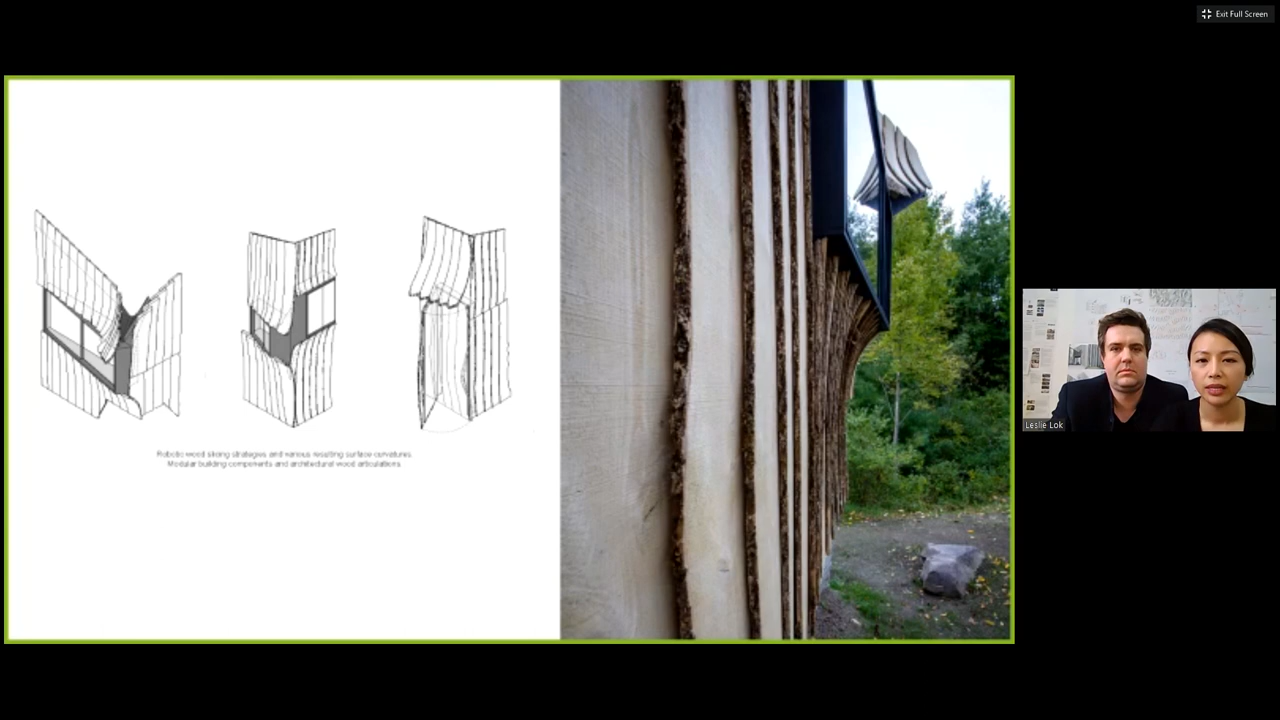 Exit Full Screen
Robotic wood slicing strategies and various resulting surface curvatures.
Modular building components and architectural wood articulations.
Leslie Lok